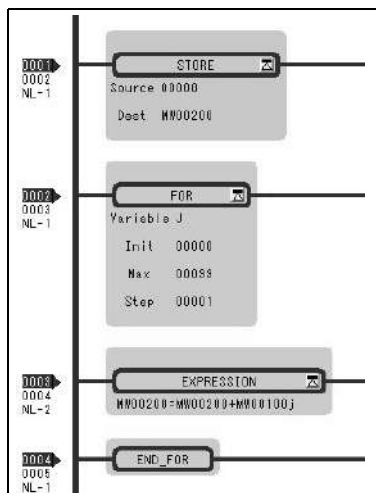 0001
0002
NL-1
STORE
Source 00000
Dest MW00200
0002
0003
NL-1
FOR
Variable J
Init 00000
Max 00099
Step 00001
0003
0004
NL-2
EXPRESSION
MW00200=MW00200+MW00100j
0004
0005
NL-1
END_FOR